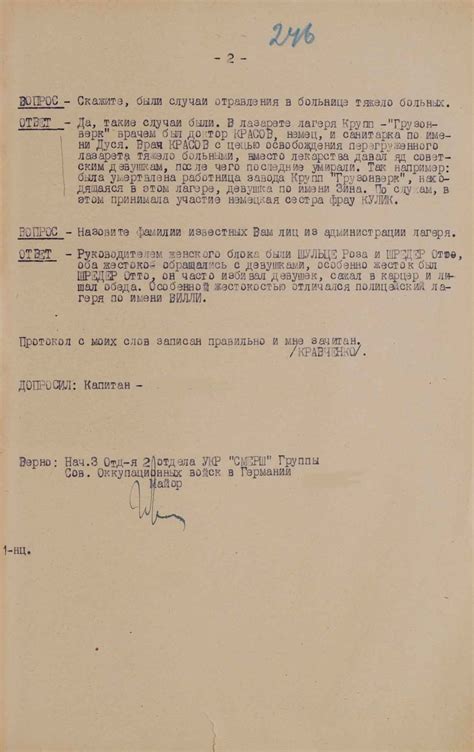 246
- 2 -
ВОПРОС - Скажите, были случаи отравления в больнице тяжело больных.
ОТВЕТ - Да, такие случаи были. В лазарете лагеря Крупп -"Грузон-
верк" врачем был доктор КРАСОВ, немец, и санитарка по име-
ни Дуся. Врач КРАСОВ с целью освобождения перегруженного
лазарета тяжело больными, вместо лекарства давал яд совет-
ским девушкам, после чего последние умирали. Так например:
была умертвлена работница завода Крупп "Грузонверк", нахо-
дящаяся в этом лагере, девушка по имени Зина. По слухам, в
этом принимала участие немецкая сестра фрау КУЛИК.
ВОПРОС - Назовите фамилии известных Вам лиц из администрации лагеря.
ОТВЕТ - Руководителем женского блока были ШУЛЬЦЕ Роза и ШРЕДЕР Отто,
оба жестоко- обращались с девушками, особенно жесток был
ШРЕДЕР Отто, он часто избивал девушек, сажал в карцер и ли-
шал обеда. Особенной жестокостью отличался полицейский ла-
геря по имени ВИЛЛИ.
Протокол с моих слов записан правильно и мне зачитан.
/КРАВЧЕНКО/.
ДОПРОСИЛ: Капитан -
Верно: Нач.3 Отд-я 2 отдела УКР "СМЕРШ" Группы
Сов. Оккупационных войск в Германии
Майор
1-нц.